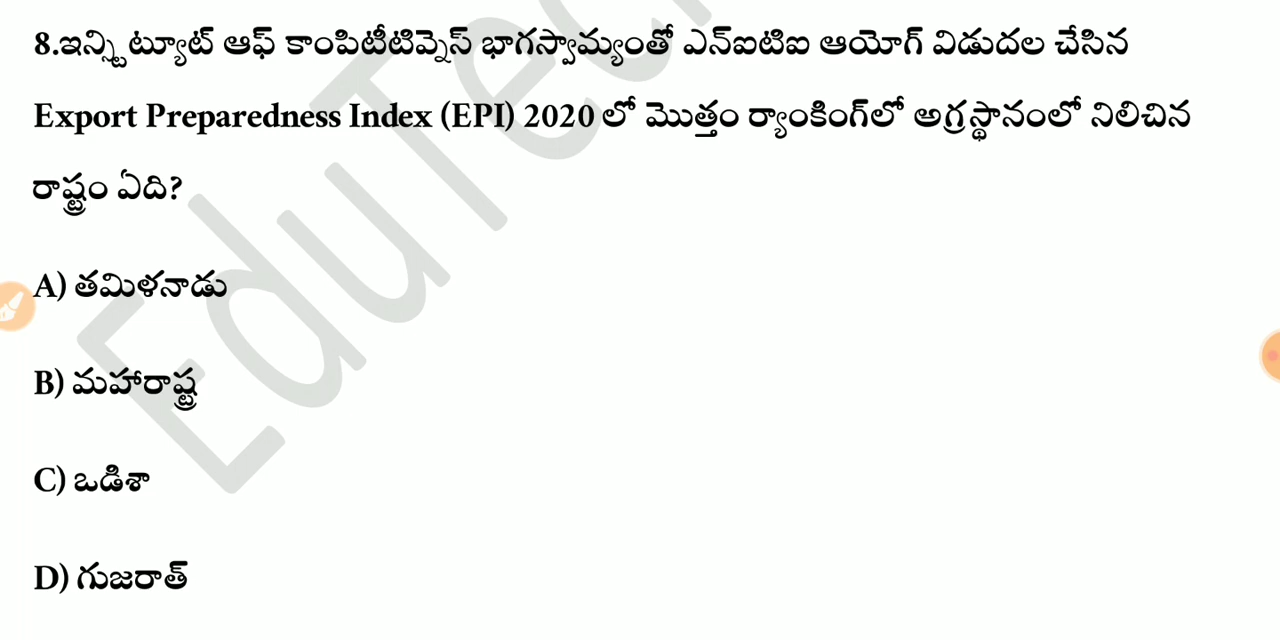 8.ఇన్స్టి ట్యూట్ ఆఫ్ కాంపిటీటివ్నెస్ భాగస్వామ్యంతో ఎన్ఐటిఐ ఆయోగ్ విడుదల చేసిన
Export Preparedness Index (EPI) 2020 లో మొత్తం ర్యాంకింగ్‌లో అగ్రస్థానంలో నిలిచిన
రాష్ట్రం ఏది?
A) తమిళనాడు
B) మహారాష్ట్ర
C) ఒడిశా
D) గుజరాత్
EduTec